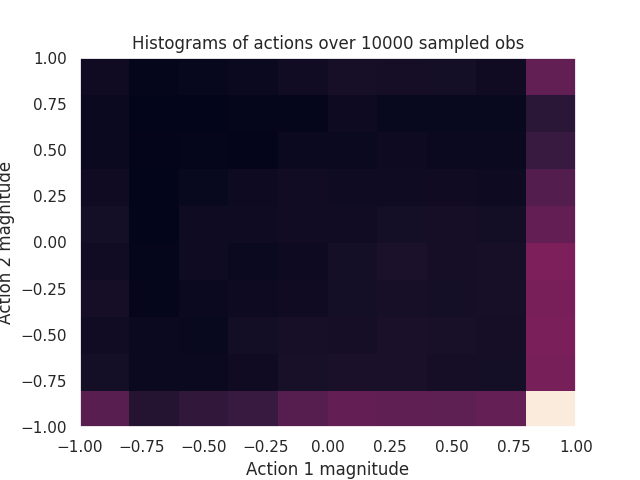 Histograms of actions over 10000 sampled obs
1.00
0.75
0.50
0.25
0.00
−0.25
−0.50
−0.75
−1.00
Action 2 magnitude
−1.00 −0.75 −0.50 −0.25 0.00 0.25 0.50 0.75 1.00
Action 1 magnitude